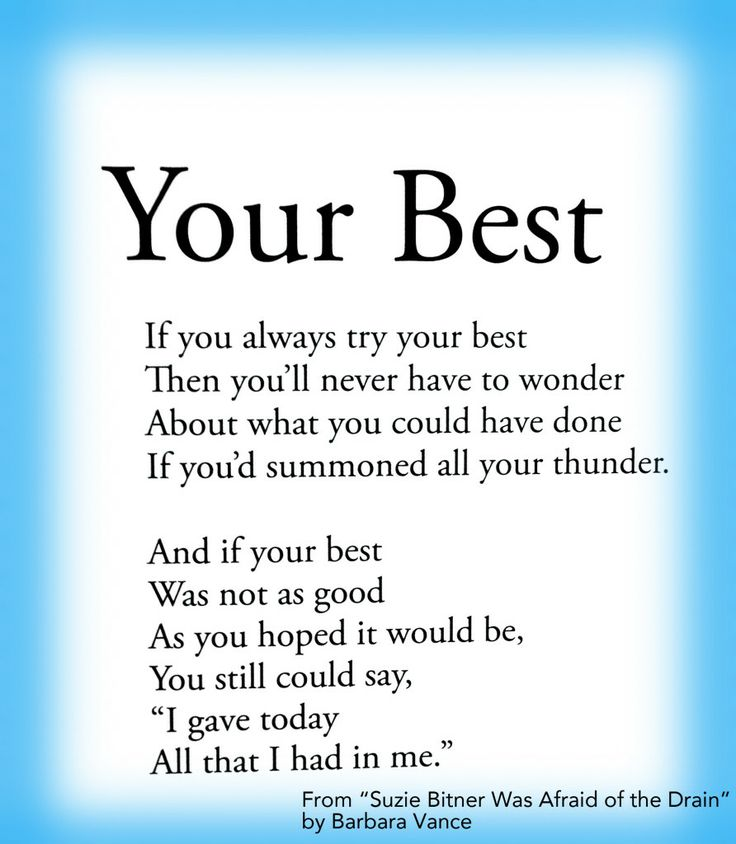 Your Best
If you always try your best
Then you’ll never have to wonder
About what you could have done
If you’d summoned all your thunder.
And if your best
Was not as good
As you hoped it would be,
You still could say,
“I gave today
All that I had in me.”
From “Suzie Bitner Was Afraid of the Drain”
by Barbara Vance